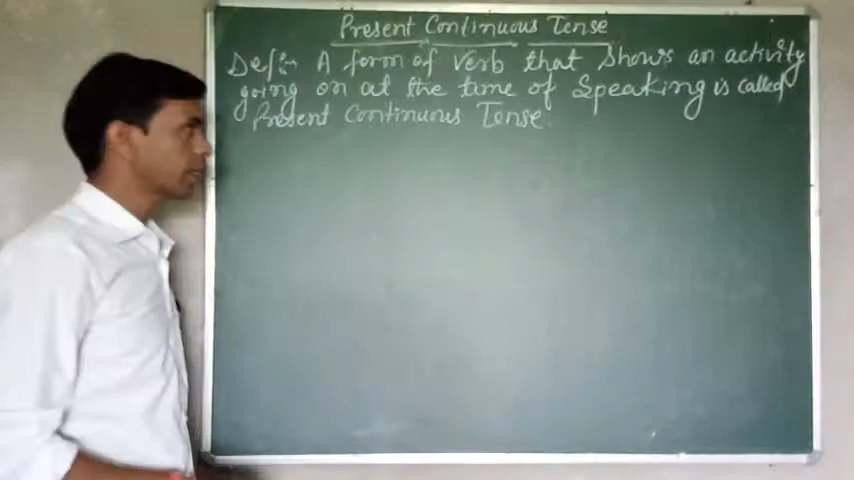 Present Continuous Tense
Def:- A form of Verb that Shows an activity
going on at the time of Speaking is called
Present Continuous Tense.